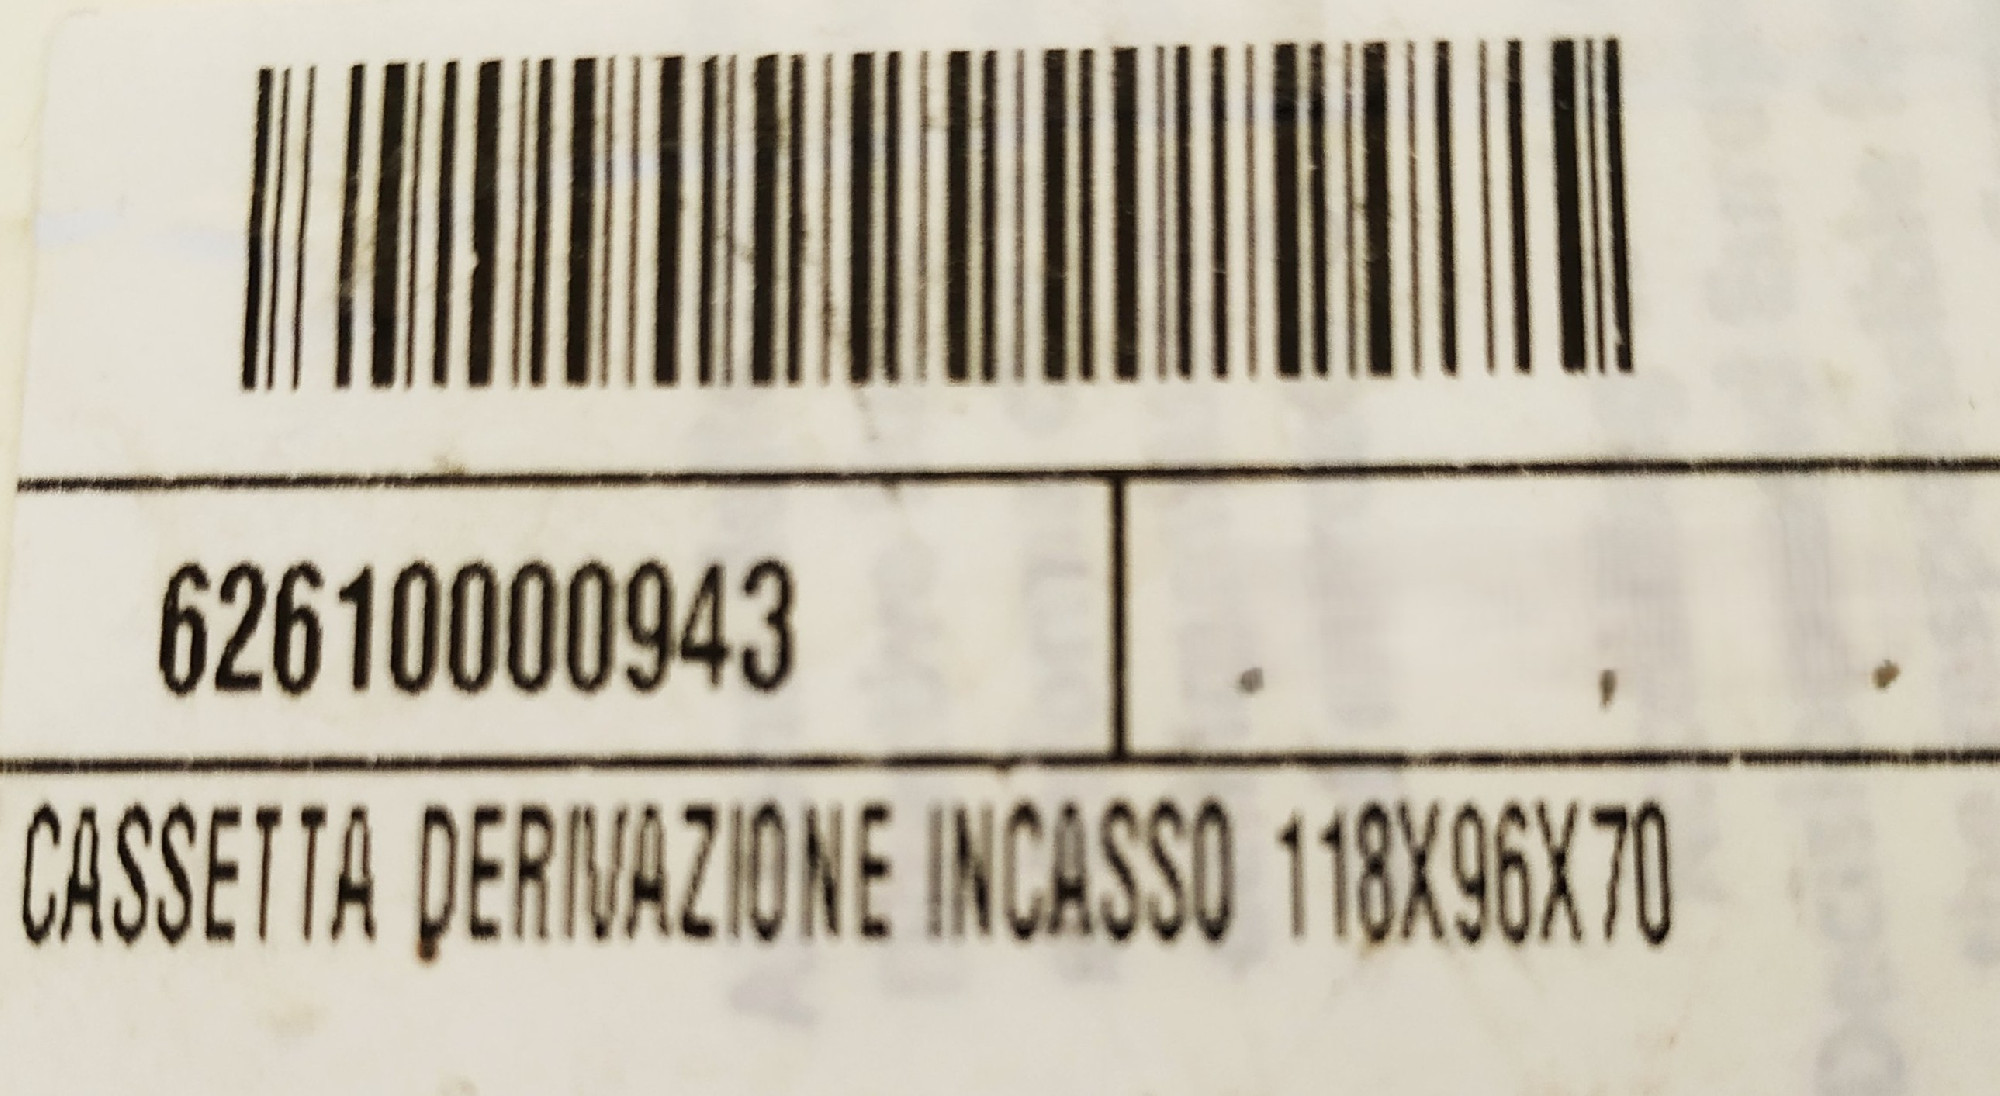 62610000943
CASSETTA DERIVAZIONE INCASSO 118X96X70